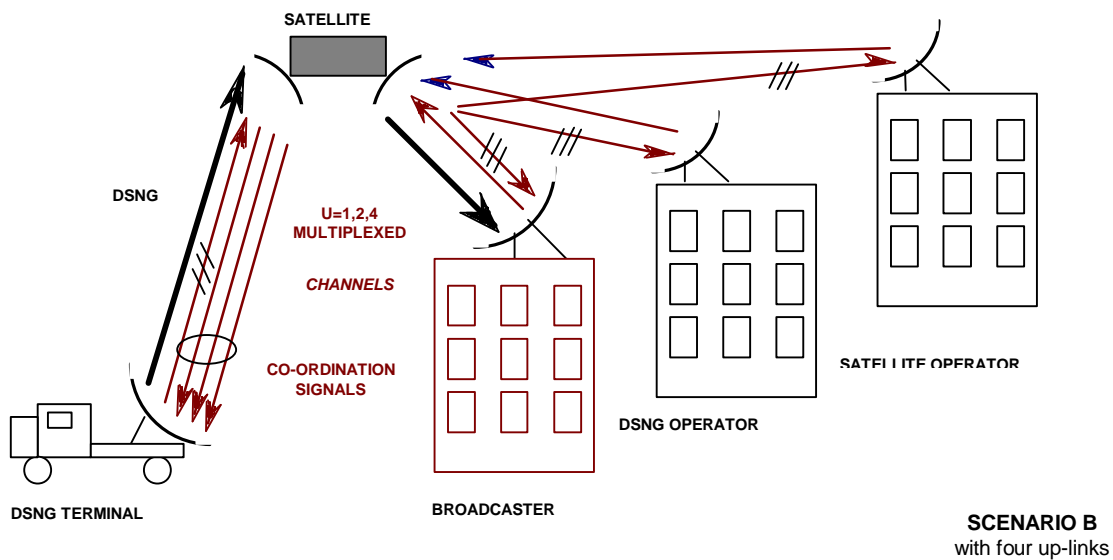 SATELLITE
DSNG
U=1,2,4
MULTIPLEXED
CHANNELS
CO-ORDINATION
SIGNALS
SATELLITE OPERATOR
DSNG OPERATOR
BROADCASTER
DSNG TERMINAL
SCENARIO B
with four up-links